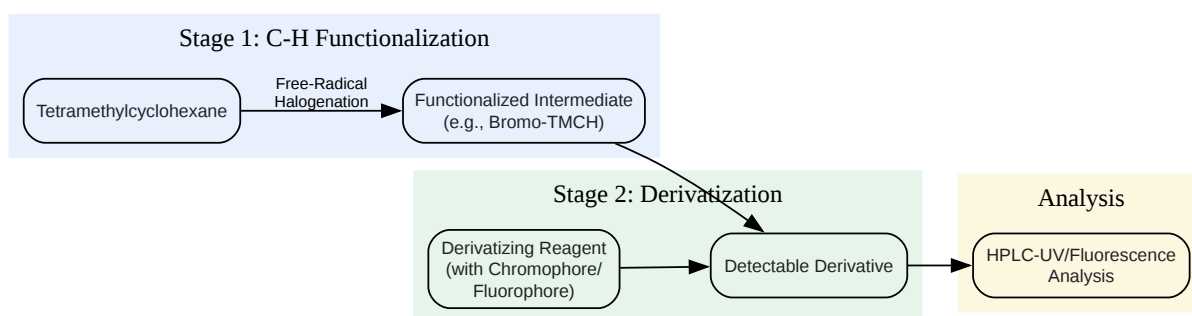 Stage 1: C-H Functionalization
Tetramethylcyclohexane
Free-Radical
Halogenation
Functionalized Intermediate
(e.g., Bromo-TMCH)
Stage 2: Derivatization
Derivatizing Reagent
(with Chromophore/
Fluorophore)
Detectable Derivative
Analysis
HPLC-UV/Fluorescence
Analysis